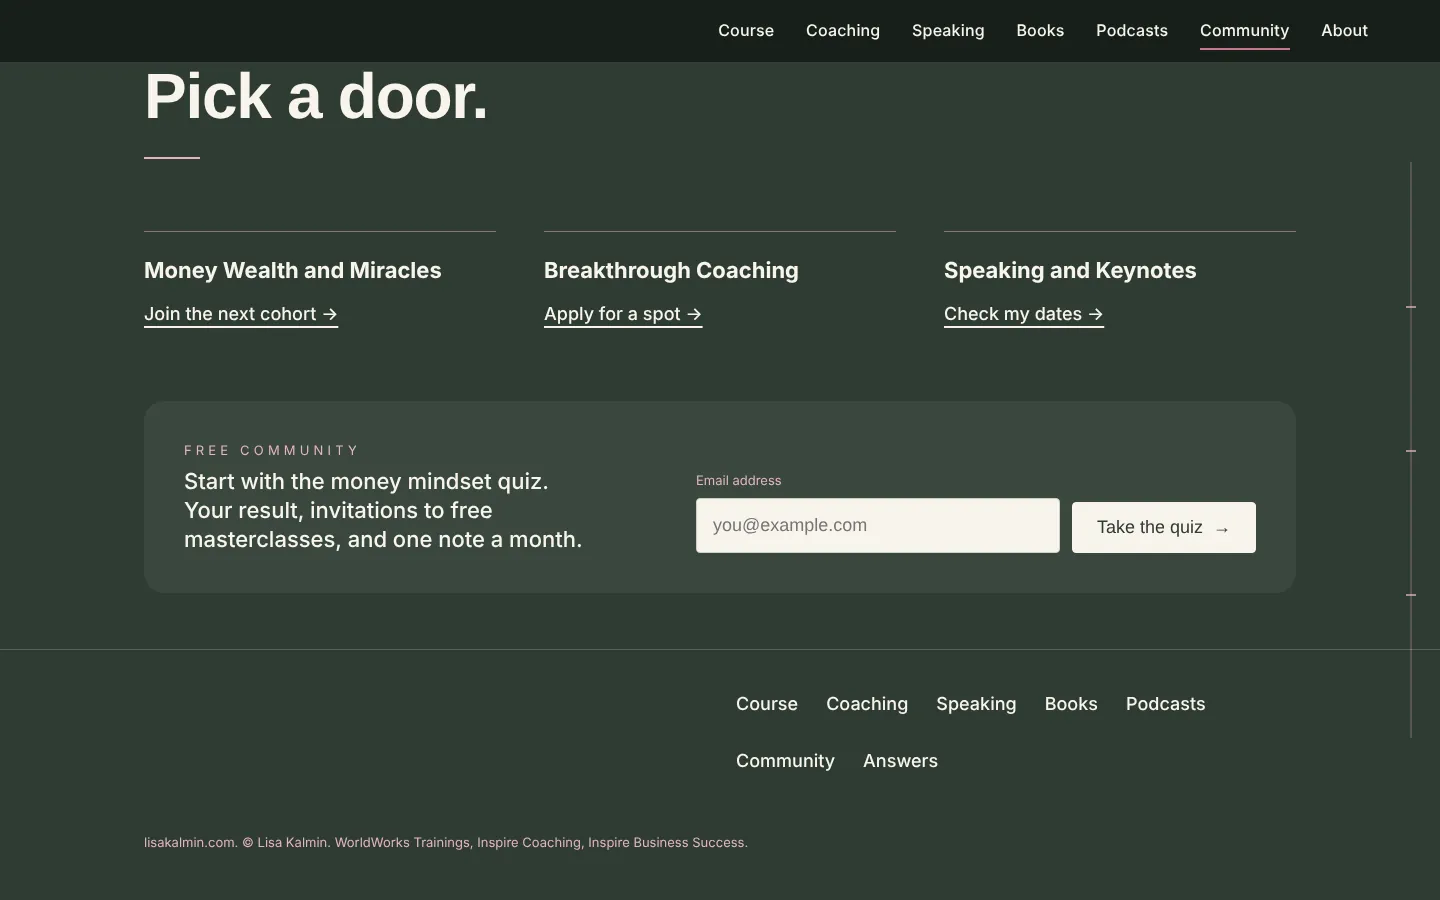 Course Coaching Speaking Books Podcasts Community About
Pick a door.
Money Wealth and Miracles
Join the next cohort →
Breakthrough Coaching
Apply for a spot →
Speaking and Keynotes
Check my dates →
FREE COMMUNITY
Start with the money mindset quiz.
Your result, invitations to free
masterclasses, and one note a month.
Email address
you@example.com
Take the quiz →
Course Coaching Speaking Books Podcasts
Community Answers
lisakalmin.com. © Lisa Kalmin. WorldWorks Trainings, Inspire Coaching, Inspire Business Success.